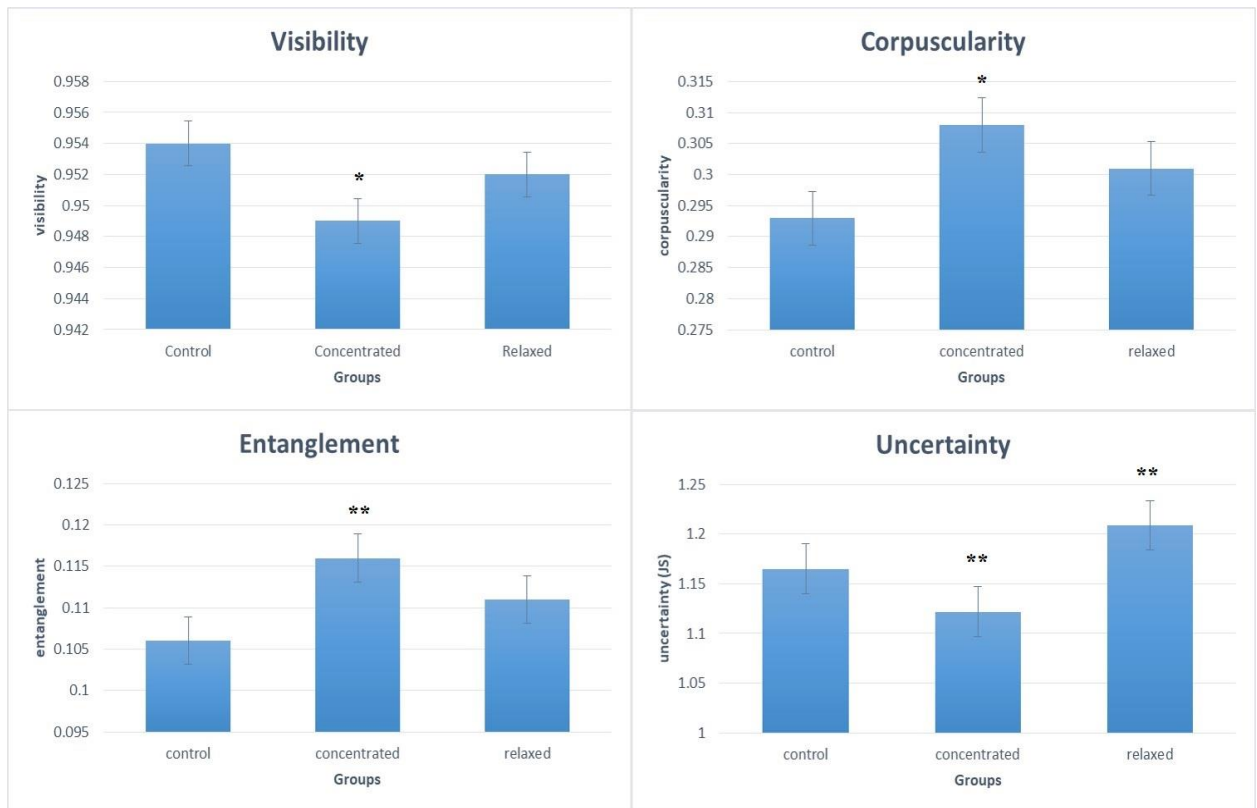 Visibility
visibility
0.958
0.956
0.954
0.952
0.95
0.948
0.946
0.944
0.942
*
Control Concentrated Relaxed
Groups
Corpuscularity
corpuscularity
0.315
0.31
0.305
0.3
0.295
0.29
0.285
0.28
0.275
*
control concentrated relaxed
Groups
Entanglement
entanglement
0.125
0.12
0.115
0.11
0.105
0.1
0.095
**
control concentrated relaxed
Groups
Uncertainty
uncertainty (JS)
1.25
1.2
1.15
1.1
1.05
1
**
**
control concentrated relaxed
Groups